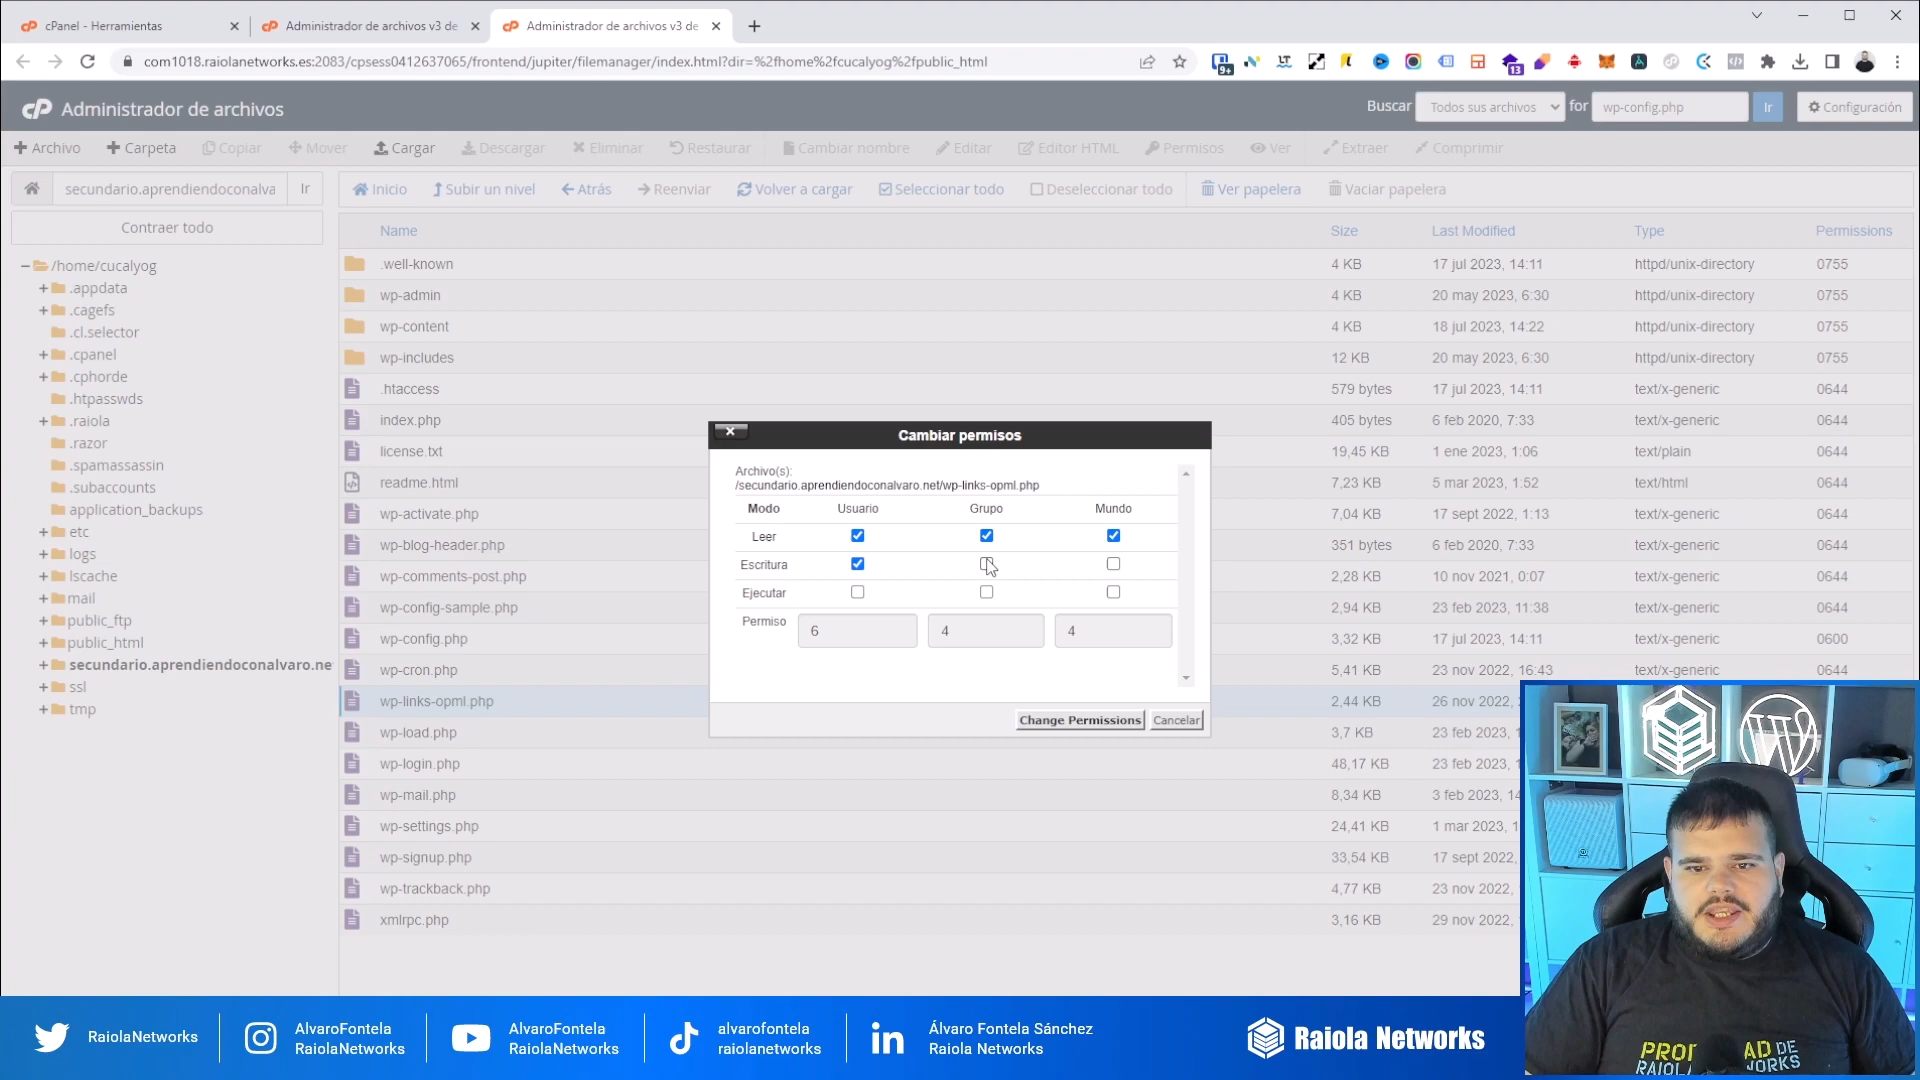 cPanel - Herramientas
Administrador de archivos v3 de
Administrador de archivos v3 de
com1018.raiolanetworks.es:2083/cpsess0412637065/frontend/jupiter/filemanager/index.html?dir=%2fhome%2fcucalyog%2fpublic_html
9+
13
cP Administrador de archivos
Buscar Todos sus archivos for wp-config.php Ir Configuración
Archivo Carpeta Copiar Mover Cargar Descargar Eliminar Restaurar Cambiar nombre Editar Editor HTML Permisos Ver Extraer Comprimir
secundario.aprendiendoconalva Ir
Inicio Subir un nivel Atrás Reenviar Volver a cargar Seleccionar todo Deseleccionar todo Ver papelera Vaciar papelera
Contraer todo
/home/cucalyog
.appdata
.cagefs
.cl.selector
.cpanel
.cphorde
.htpasswds
.raiola
.razor
.spamassassin
.subaccounts
application_backups
etc
logs
lscache
mail
public_ftp
public_html
secundario.aprendiendoconalvaro.ne
ssl
tmp
Name Size Last Modified Type Permissions
.well-known 4 KB 17 jul 2023, 14:11 httpd/unix-directory 0755
wp-admin 4 KB 20 may 2023, 6:30 httpd/unix-directory 0755
wp-content 4 KB 18 jul 2023, 14:22 httpd/unix-directory 0755
wp-includes 12 KB 20 may 2023, 6:30 httpd/unix-directory 0755
.htaccess 579 bytes 17 jul 2023, 14:11 text/x-generic 0644
index.php 405 bytes 6 feb 2020, 7:33 text/x-generic 0644
license.txt 19,45 KB 1 ene 2023, 1:06 text/plain 0644
readme.html 7,23 KB 5 mar 2023, 1:52 text/html 0644
wp-activate.php 7,04 KB 17 sept 2022, 1:13 text/x-generic 0644
wp-blog-header.php 351 bytes 6 feb 2020, 7:33 text/x-generic 0644
wp-comments-post.php 2,28 KB 10 nov 2021, 0:07 text/x-generic 0644
wp-config-sample.php 2,94 KB 23 feb 2023, 11:38 text/x-generic 0644
wp-config.php 3,32 KB 17 jul 2023, 14:11 text/x-generic 0600
wp-cron.php 5,41 KB 23 nov 2022, 16:43 text/x-generic 0644
wp-links-opml.php 2,44 KB 26 nov 2022,
wp-load.php 3,7 KB 23 feb 2023,
wp-login.php 48,17 KB 23 feb 2023,
wp-mail.php 8,34 KB 3 feb 2023, 14
wp-settings.php 24,41 KB 1 mar 2023, 1
wp-signup.php 33,54 KB 17 sept 2022,
wp-trackback.php 4,77 KB 23 nov 2022,
xmlrpc.php 3,16 KB 29 nov 2022,
Cambiar permisos
Archivo(s):
/secundario.aprendiendoconalvaro.net/wp-links-opml.php
Modo Usuario Grupo Mundo
Leer
Escritura
Ejecutar
Permiso 6 4 4
Change Permissions Cancelar
RaiolaNetworks
AlvaroFontela
RaiolaNetworks
AlvaroFontela
RaiolaNetworks
alvarofontela
raiolanetworks
in
Álvaro Fontela Sánchez
Raiola Networks
Raiola Networks